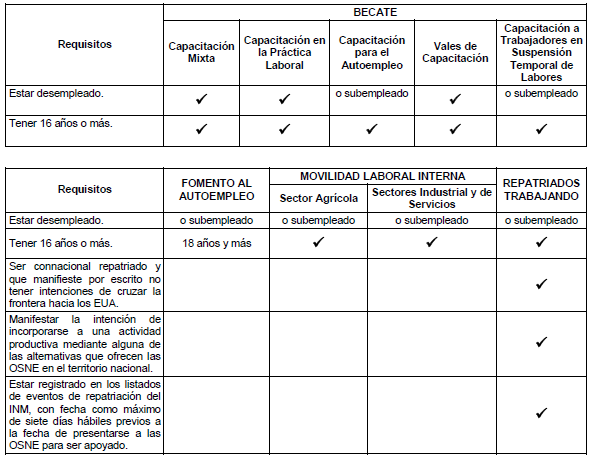 Requisitos
BECATE
Capacitación Mixta
Capacitación en la Práctica Laboral
Capacitación para el Autoempleo
Vales de Capacitación
Capacitación a Trabajadores en Suspensión Temporal de Labores
Estar desempleado.
✓
✓
o subempleado
✓
o subempleado
Tener 16 años o más.
✓
✓
✓
✓
✓
Requisitos
FOMENTO AL AUTOEMPLEO
MOVILIDAD LABORAL INTERNA
Sector Agrícola
Sectores Industrial y de Servicios
REPATRIADOS TRABAJANDO
Estar desempleado.
o subempleado
o subempleado
o subempleado
o subempleado
Tener 16 años o más.
18 años y más
✓
✓
✓
Ser connacional repatriado y
que manifieste por escrito no
tener intenciones de cruzar la
frontera hacia los EUA.
✓
Manifestar la intención de
incorporarse a una actividad
productiva mediante alguna de
las alternativas que ofrecen las
OSNE en el territorio nacional.
✓
Estar registrado en los listados
de eventos de repatriación del
INM, con fecha como máximo
de siete días hábiles previos a
la fecha de presentarse a las
OSNE para ser apoyado.
✓